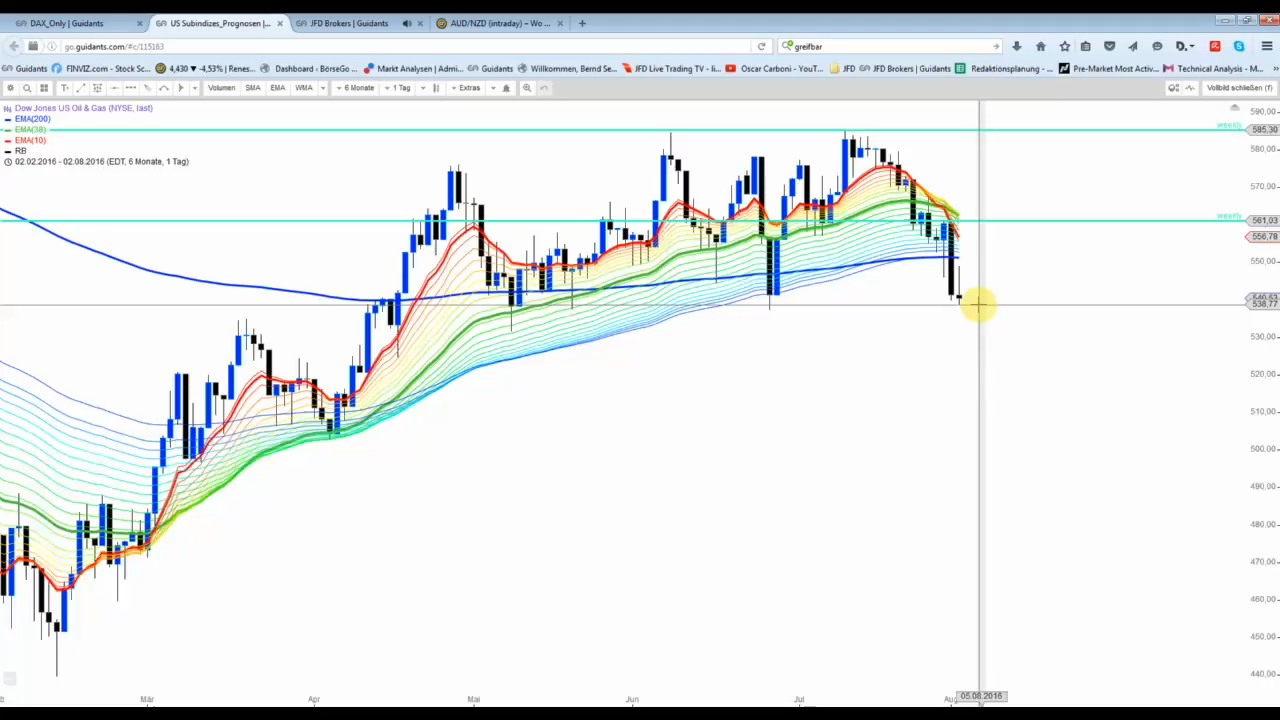 DAX_Only | Guidants
US Subindizes_Prognosen |...
JFD Brokers | Guidants
AUD/NZD (intraday) – Wo ...
go.guidants.com/#c/115163
greifbar
Guidants
FINVIZ.com - Stock Sc...
4,430 ▼ -4,53% | Renes...
Dashboard ‹ BörseGo ...
Markt Analysen | Admi...
Guidants
Willkommen, Bernd Se...
JFD Live Trading TV - li...
Oscar Carboni - YouT...
JFD
JFD Brokers | Guidants
Redaktionsplanung - ...
Pre-Market Most Activ...
Technical Analysis - M...
Volumen SMA EMA WMA 6 Monate 1 Tag Extras Vollbild schließen (f)
Dow Jones US Oil & Gas (NYSE, last)
EMA(200)
EMA(38)
EMA(10)
RB
02.02.2016 - 02.08.2016 (EDT, 6 Monate, 1 Tag)
590,00
weekly
585,30
580,00
570,00
weekly
561,03
556,78
550,00
538,77
530,00
520,00
510,00
500,00
490,00
480,00
470,00
460,00
450,00
440,00
Mär Apr Mai Jun Jul 05.08.2016